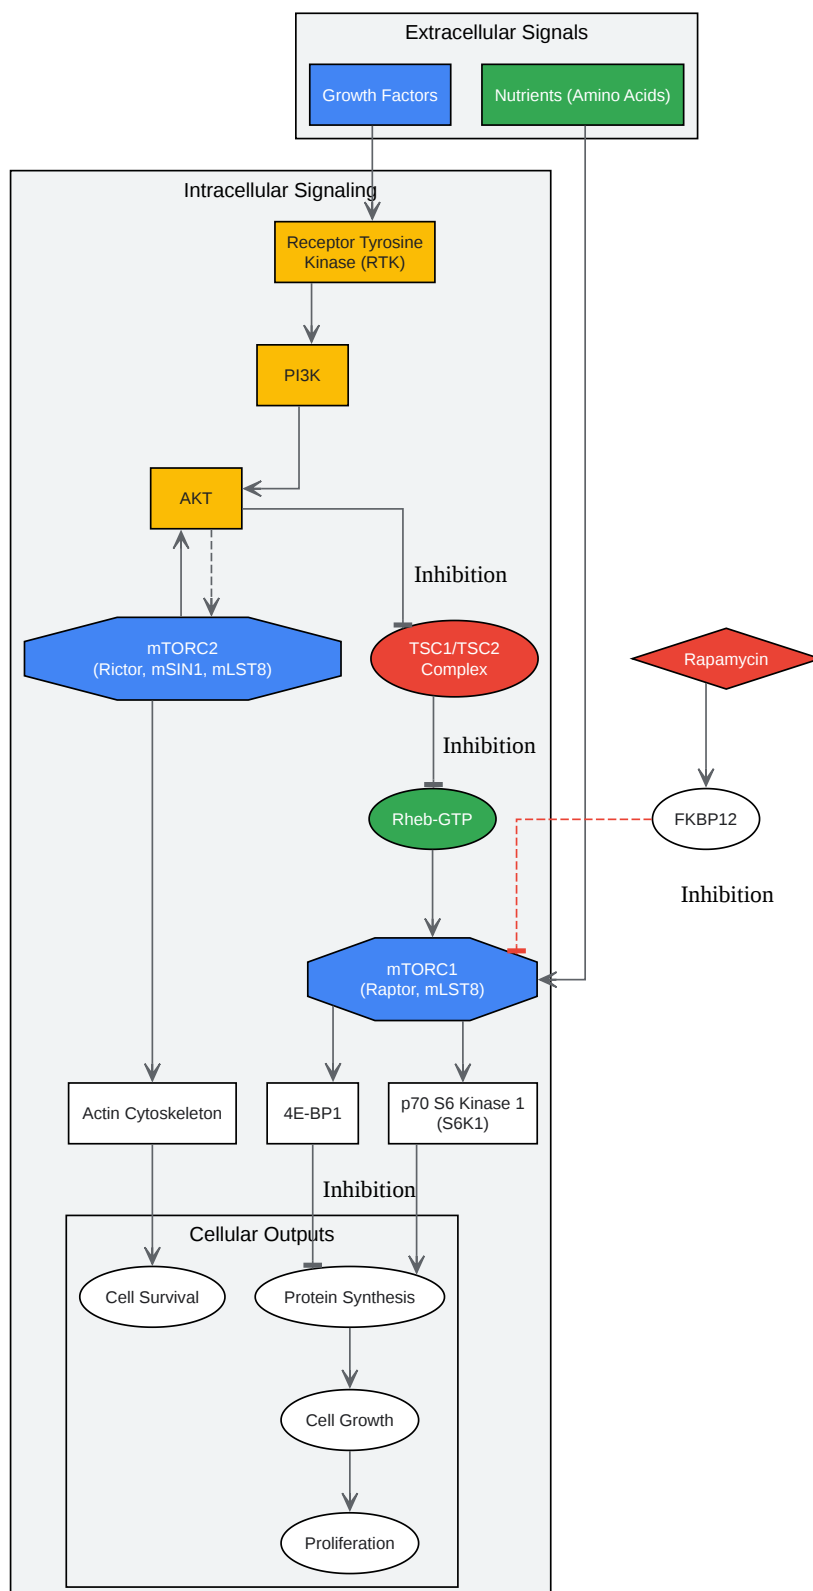 Extracellular Signals
Growth Factors
Nutrients (Amino Acids)
Intracellular Signaling
Receptor Tyrosine
Kinase (RTK)
PI3K
AKT
Inhibition
mTORC2
(Rictor, mSIN1, mLST8)
TSC1/TSC2
Complex
Rapamycin
Inhibition
Rheb-GTP
FKBP12
Inhibition
mTORC1
(Raptor, mLST8)
Actin Cytoskeleton
4E-BP1
p70 S6 Kinase 1
(S6K1)
Inhibition
Cellular Outputs
Cell Survival
Protein Synthesis
Cell Growth
Proliferation